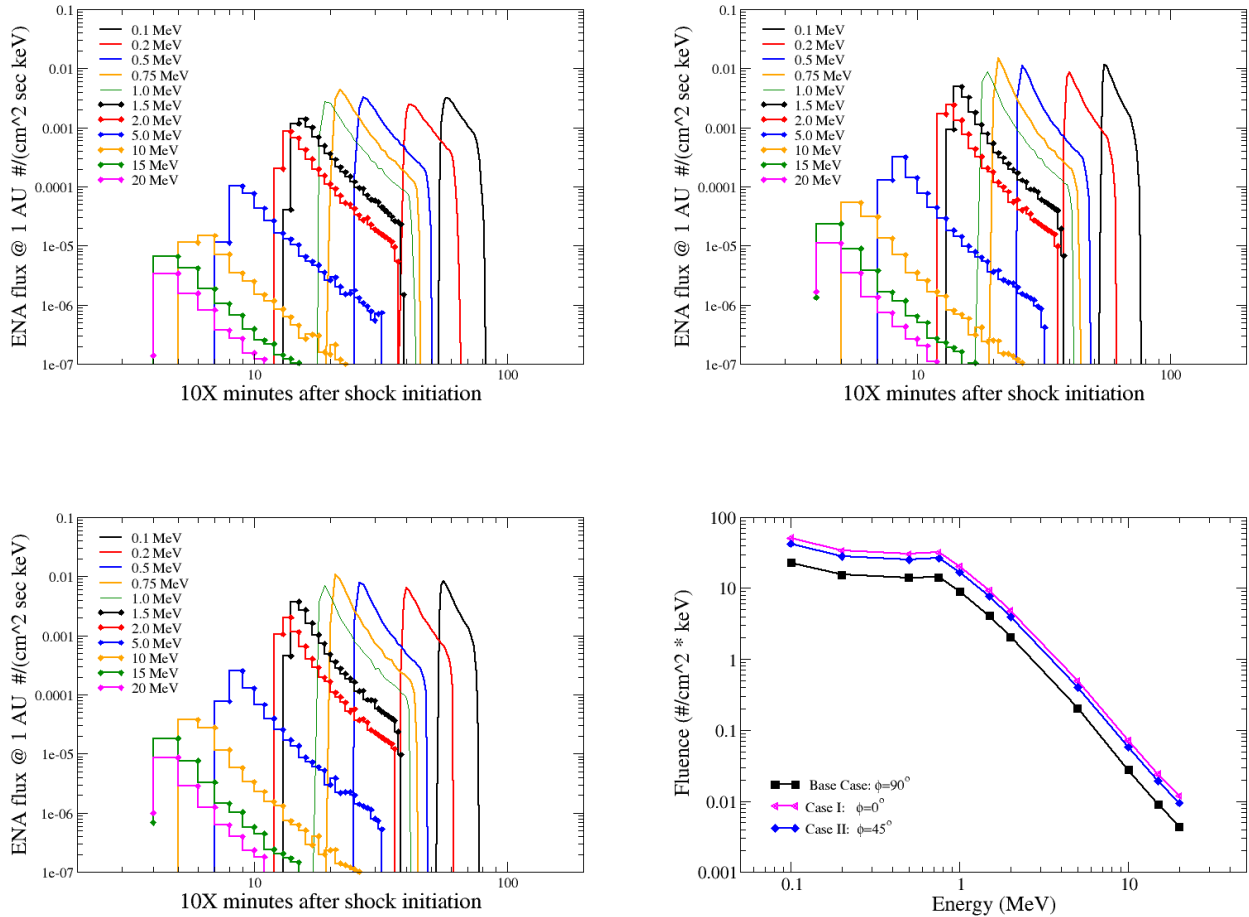 0.1
0.01
0.001
0.0001
1e-05
1e-06
1e-07
0.1 MeV
0.2 MeV
0.5 MeV
0.75 MeV
1.0 MeV
1.5 MeV
2.0 MeV
5.0 MeV
10 MeV
15 MeV
20 MeV
ENA flux @ 1 AU #/(cm^2 sec keV)
10
100
10X minutes after shock initiation
0.1
0.01
0.001
0.0001
1e-05
1e-06
1e-07
0.1 MeV
0.2 MeV
0.5 MeV
0.75 MeV
1.0 MeV
1.5 MeV
2.0 MeV
5.0 MeV
10 MeV
15 MeV
20 MeV
ENA flux @ 1 AU #/(cm^2 sec keV)
10
100
10X minutes after shock initiation
0.1
0.01
0.001
0.0001
1e-05
1e-06
1e-07
0.1 MeV
0.2 MeV
0.5 MeV
0.75 MeV
1.0 MeV
1.5 MeV
2.0 MeV
5.0 MeV
10 MeV
15 MeV
20 MeV
ENA flux @ 1 AU #/(cm^2 sec keV)
10
100
10X minutes after shock initiation
100
10
1
0.1
0.01
0.001
Fluence (#/cm^2 * keV)
Base Case: ϕ=90°
Case I: ϕ=0°
Case II: ϕ=45°
0.1
1
10
Energy (MeV)